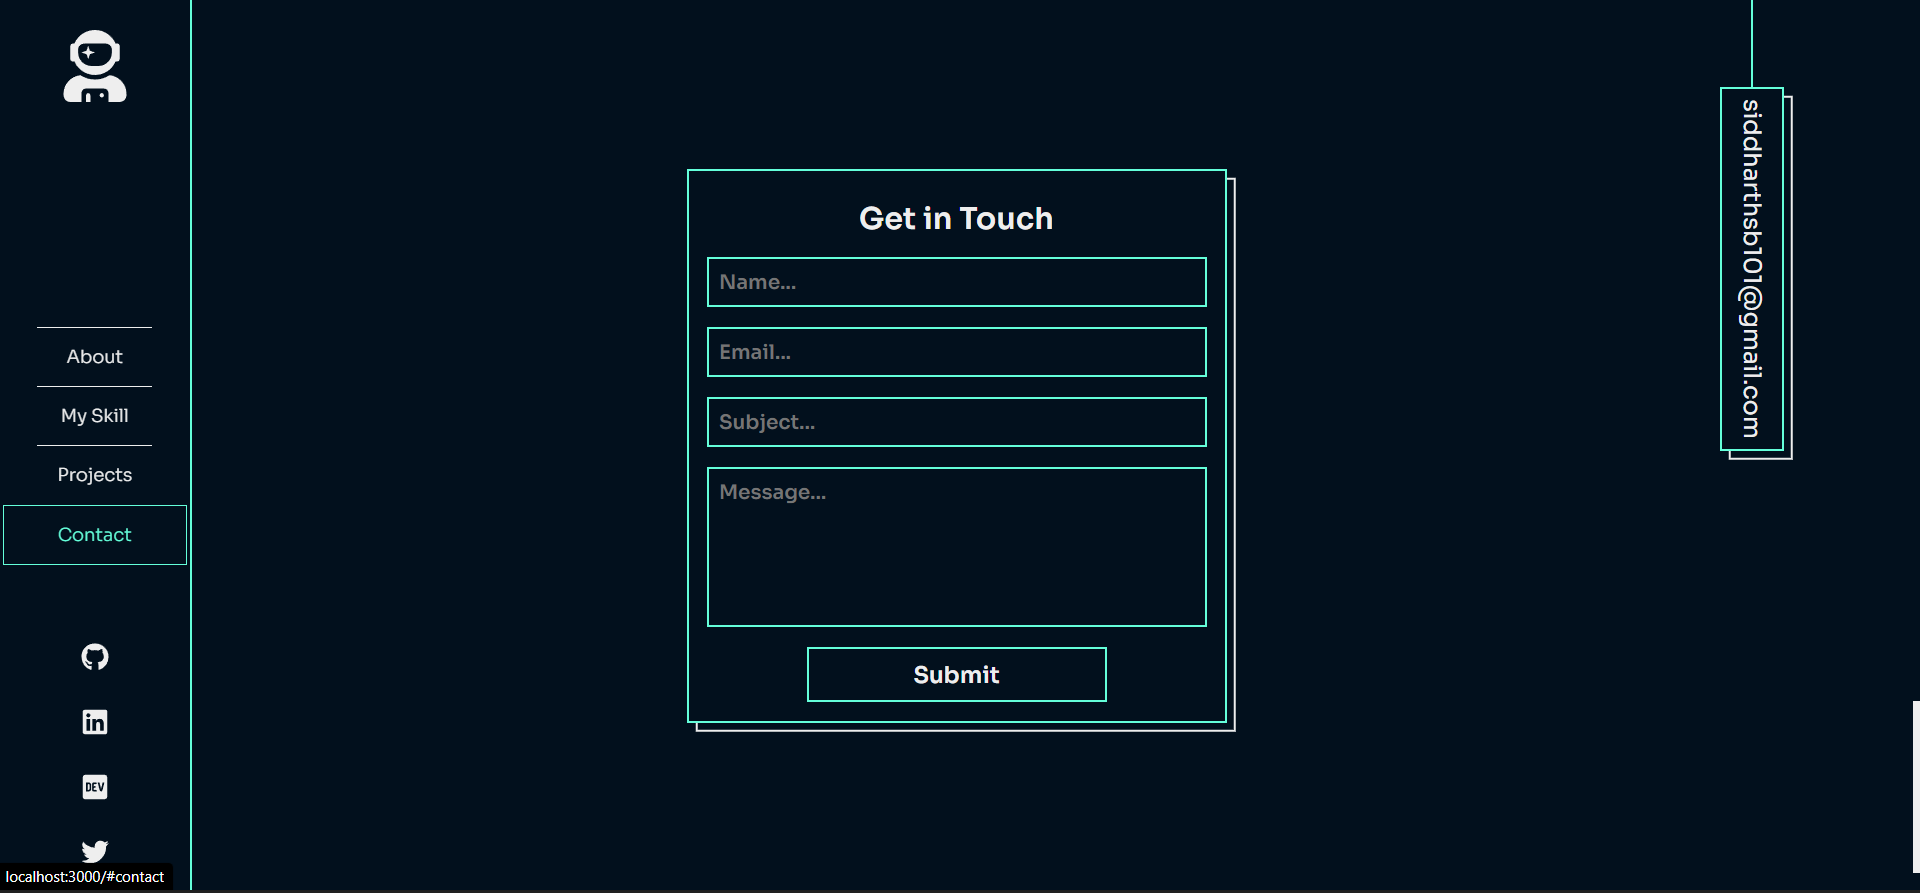 About
My Skill
Projects
Contact
DEV
localhost:3000/#contact
Get in Touch
Name...
Email...
Subject...
Message...
Submit
siddharthsb101@gmail.com